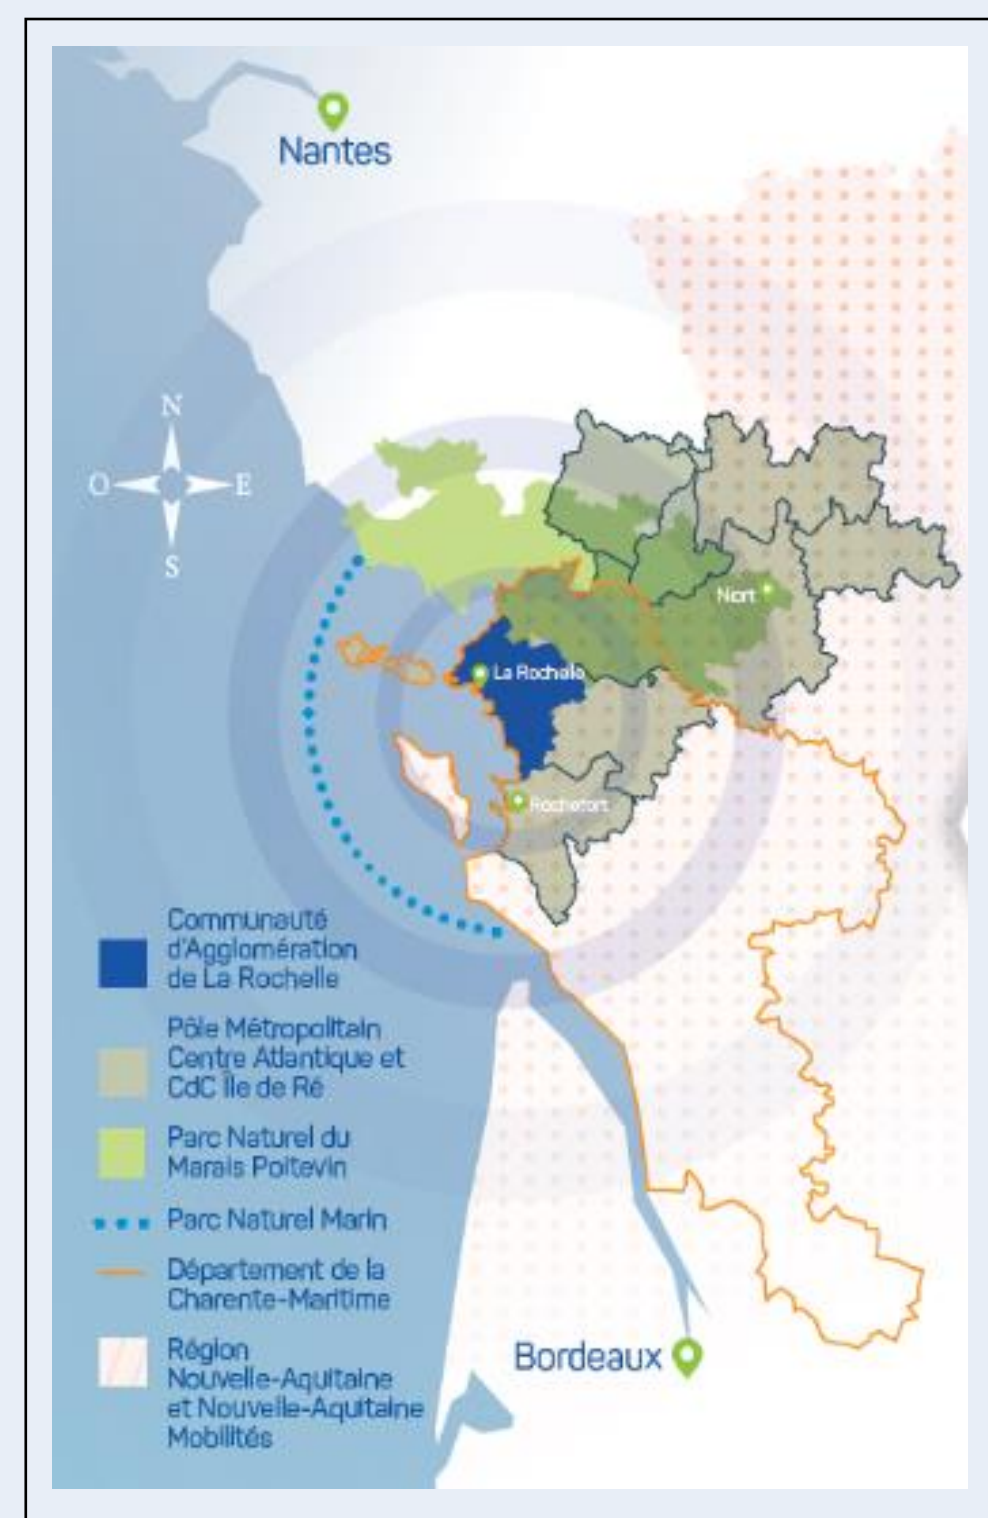 Nantes
N
O
E
S
Niort
La Rochelle
Rochefort
Communauté
d'Agglomération
de La Rochelle
Pôle Métropolitain
Centre Atlantique et
CdC Île de Ré
Parc Naturel du
Marais Poitevin
Parc Naturel Marin
Département de la
Charente-Maritime
Région
Nouvelle-Aquitaine
et Nouvelle-Aquitaine
Mobilités
Bordeaux